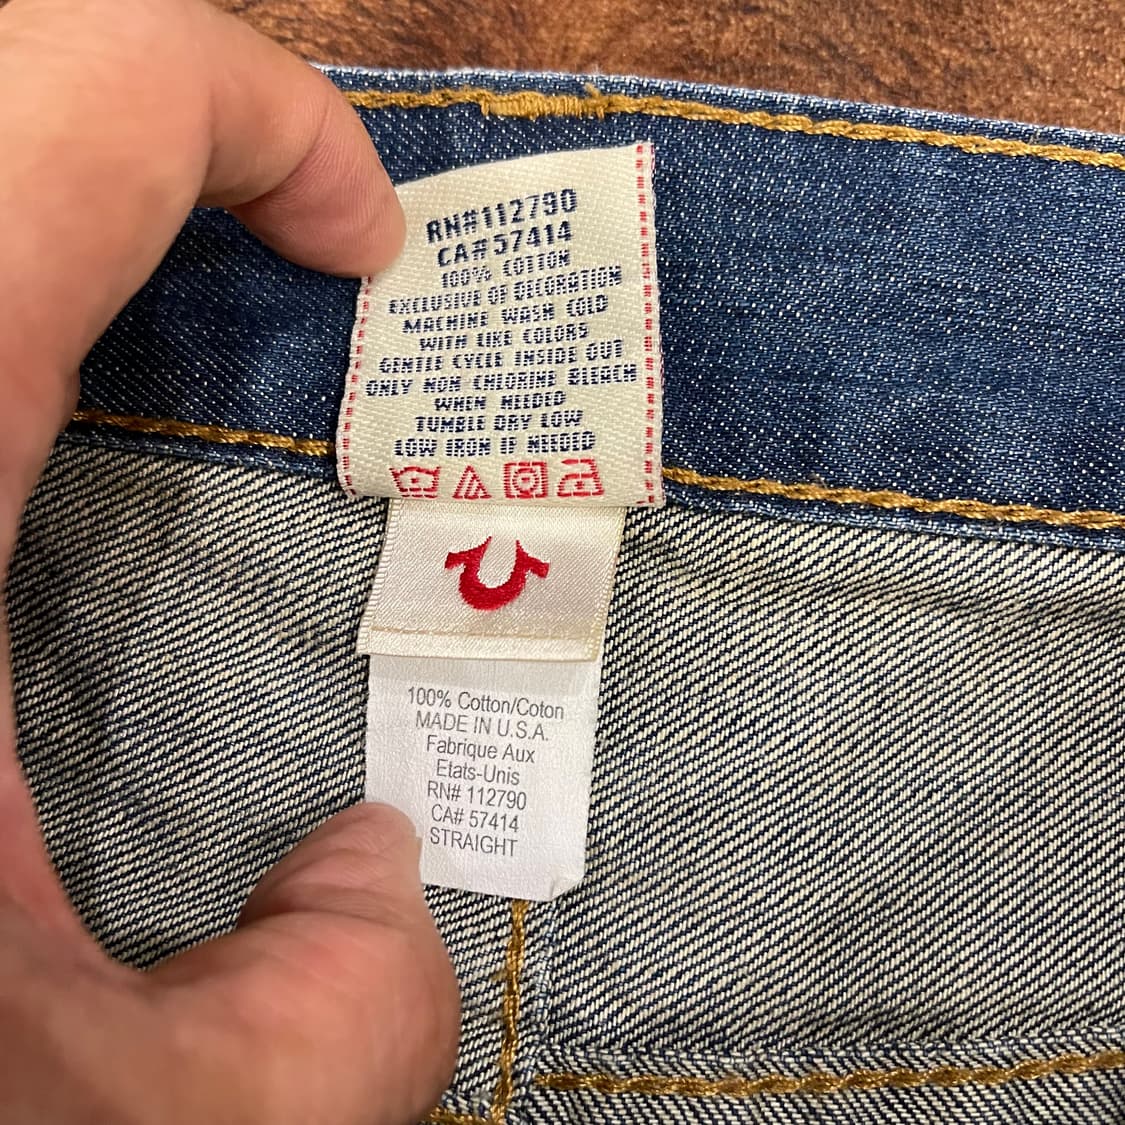 RN#112790
CA#57414
100% COTTON
EXCLUSIVE OF DECORATION
MACHINE WASH COLD
WITH LIKE COLORS
GENTLE CYCLE INSIDE OUT
ONLY NON CHLORINE BLEACH
WHEN NEEDED
TUMBLE DRY LOW
LOW IRON IF NEEDED
100% Cotton/Coton
MADE IN U.S.A.
Fabrique Aux
Etats-Unis
RN# 112790
CA# 57414
STRAIGHT